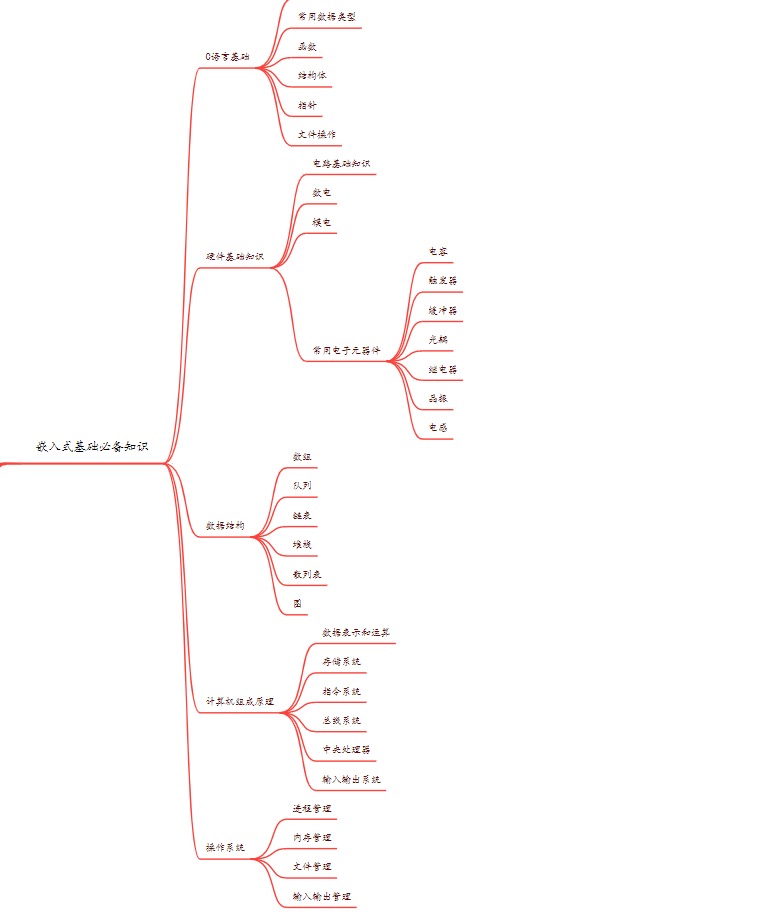 常用数据类型
C语言基础
函数
结构体
指针
文件操作
电路基础知识
数电
模电
硬件基础知识
电容
触发器
缓冲器
光耦
常用电子元器件
继电器
晶振
电感
嵌入式基础必备知识
数组
队列
链表
数据结构
堆栈
散列表
图
数据表示和运算
存储系统
指令系统
计算机组成原理
总线系统
中央处理器
输入输出系统
进程管理
内存管理
操作系统
文件管理
输入输出管理